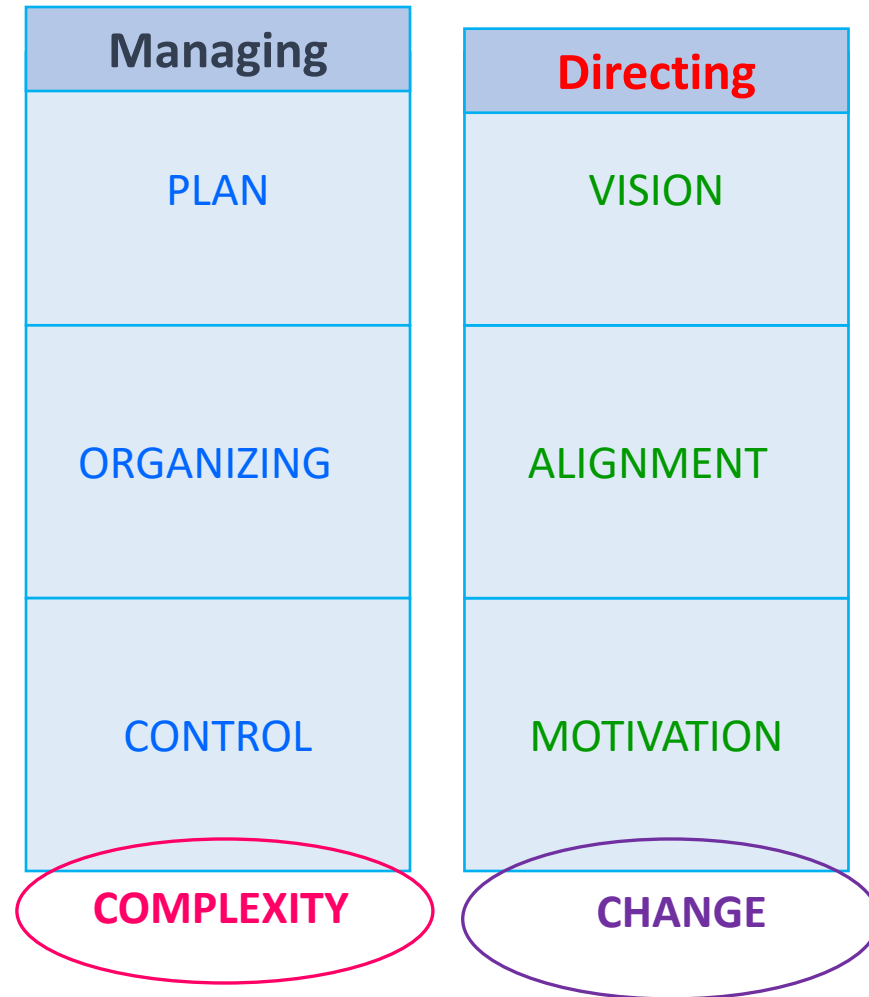 Managing
PLAN
ORGANIZING
CONTROL
COMPLEXITY
Directing
VISION
ALIGNMENT
MOTIVATION
CHANGE